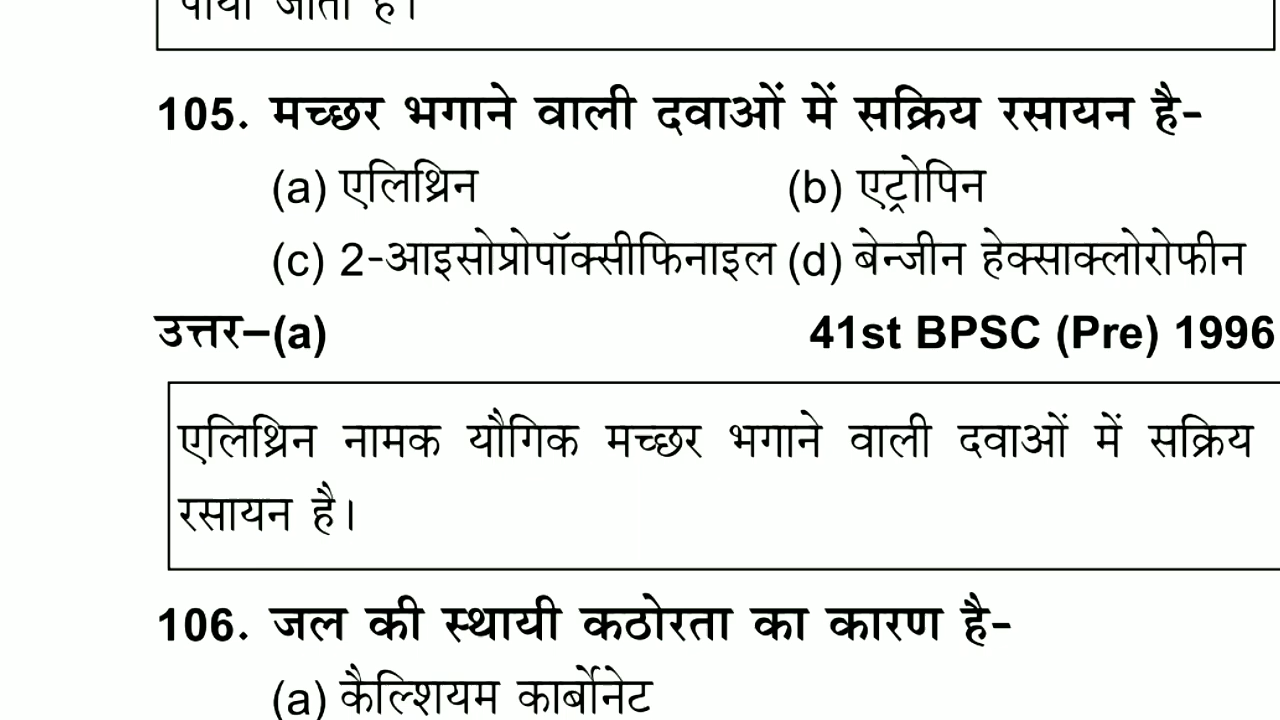 पाया जाता है।
105. मच्छर भगाने वाली दवाओं में सक्रिय रसायन है-
(a) एलिथ्रिन (b) एट्रोपिन
(c) 2-आइसोप्रोपॉक्सीफिनाइल (d) बेन्जीन हेक्साक्लोरोफीन
उत्तर–(a) 41st BPSC (Pre) 1996
एलिथ्रिन नामक यौगिक मच्छर भगाने वाली दवाओं में सक्रिय
रसायन है।
106. जल की स्थायी कठोरता का कारण है-
(a) कैल्शियम कार्बोनेट